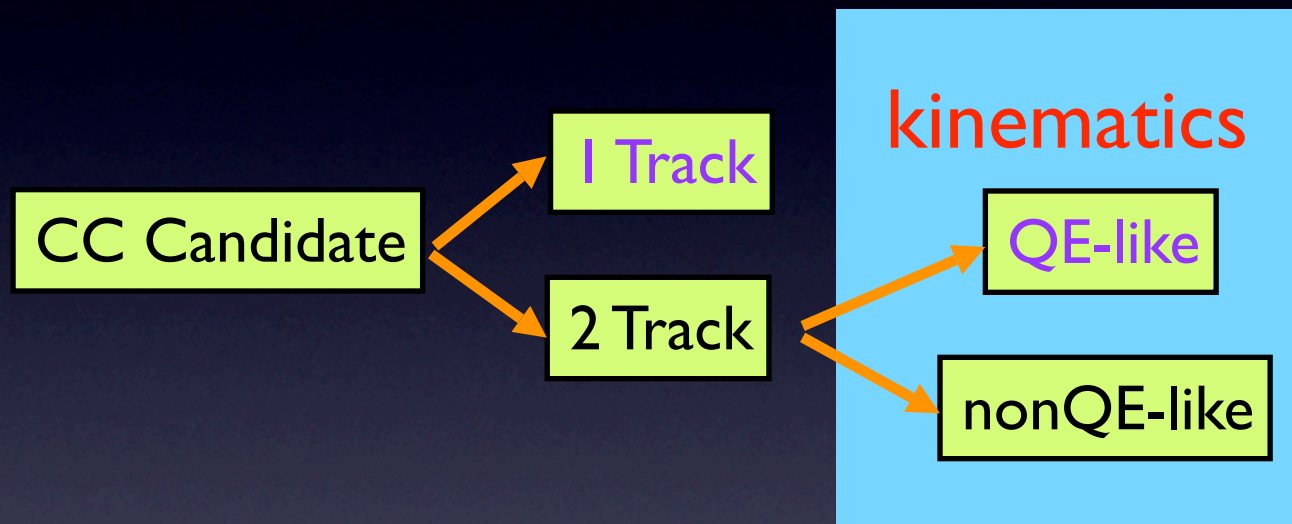 CC Candidate
1 Track
2 Track
kinematics
QE-like
nonQE-like